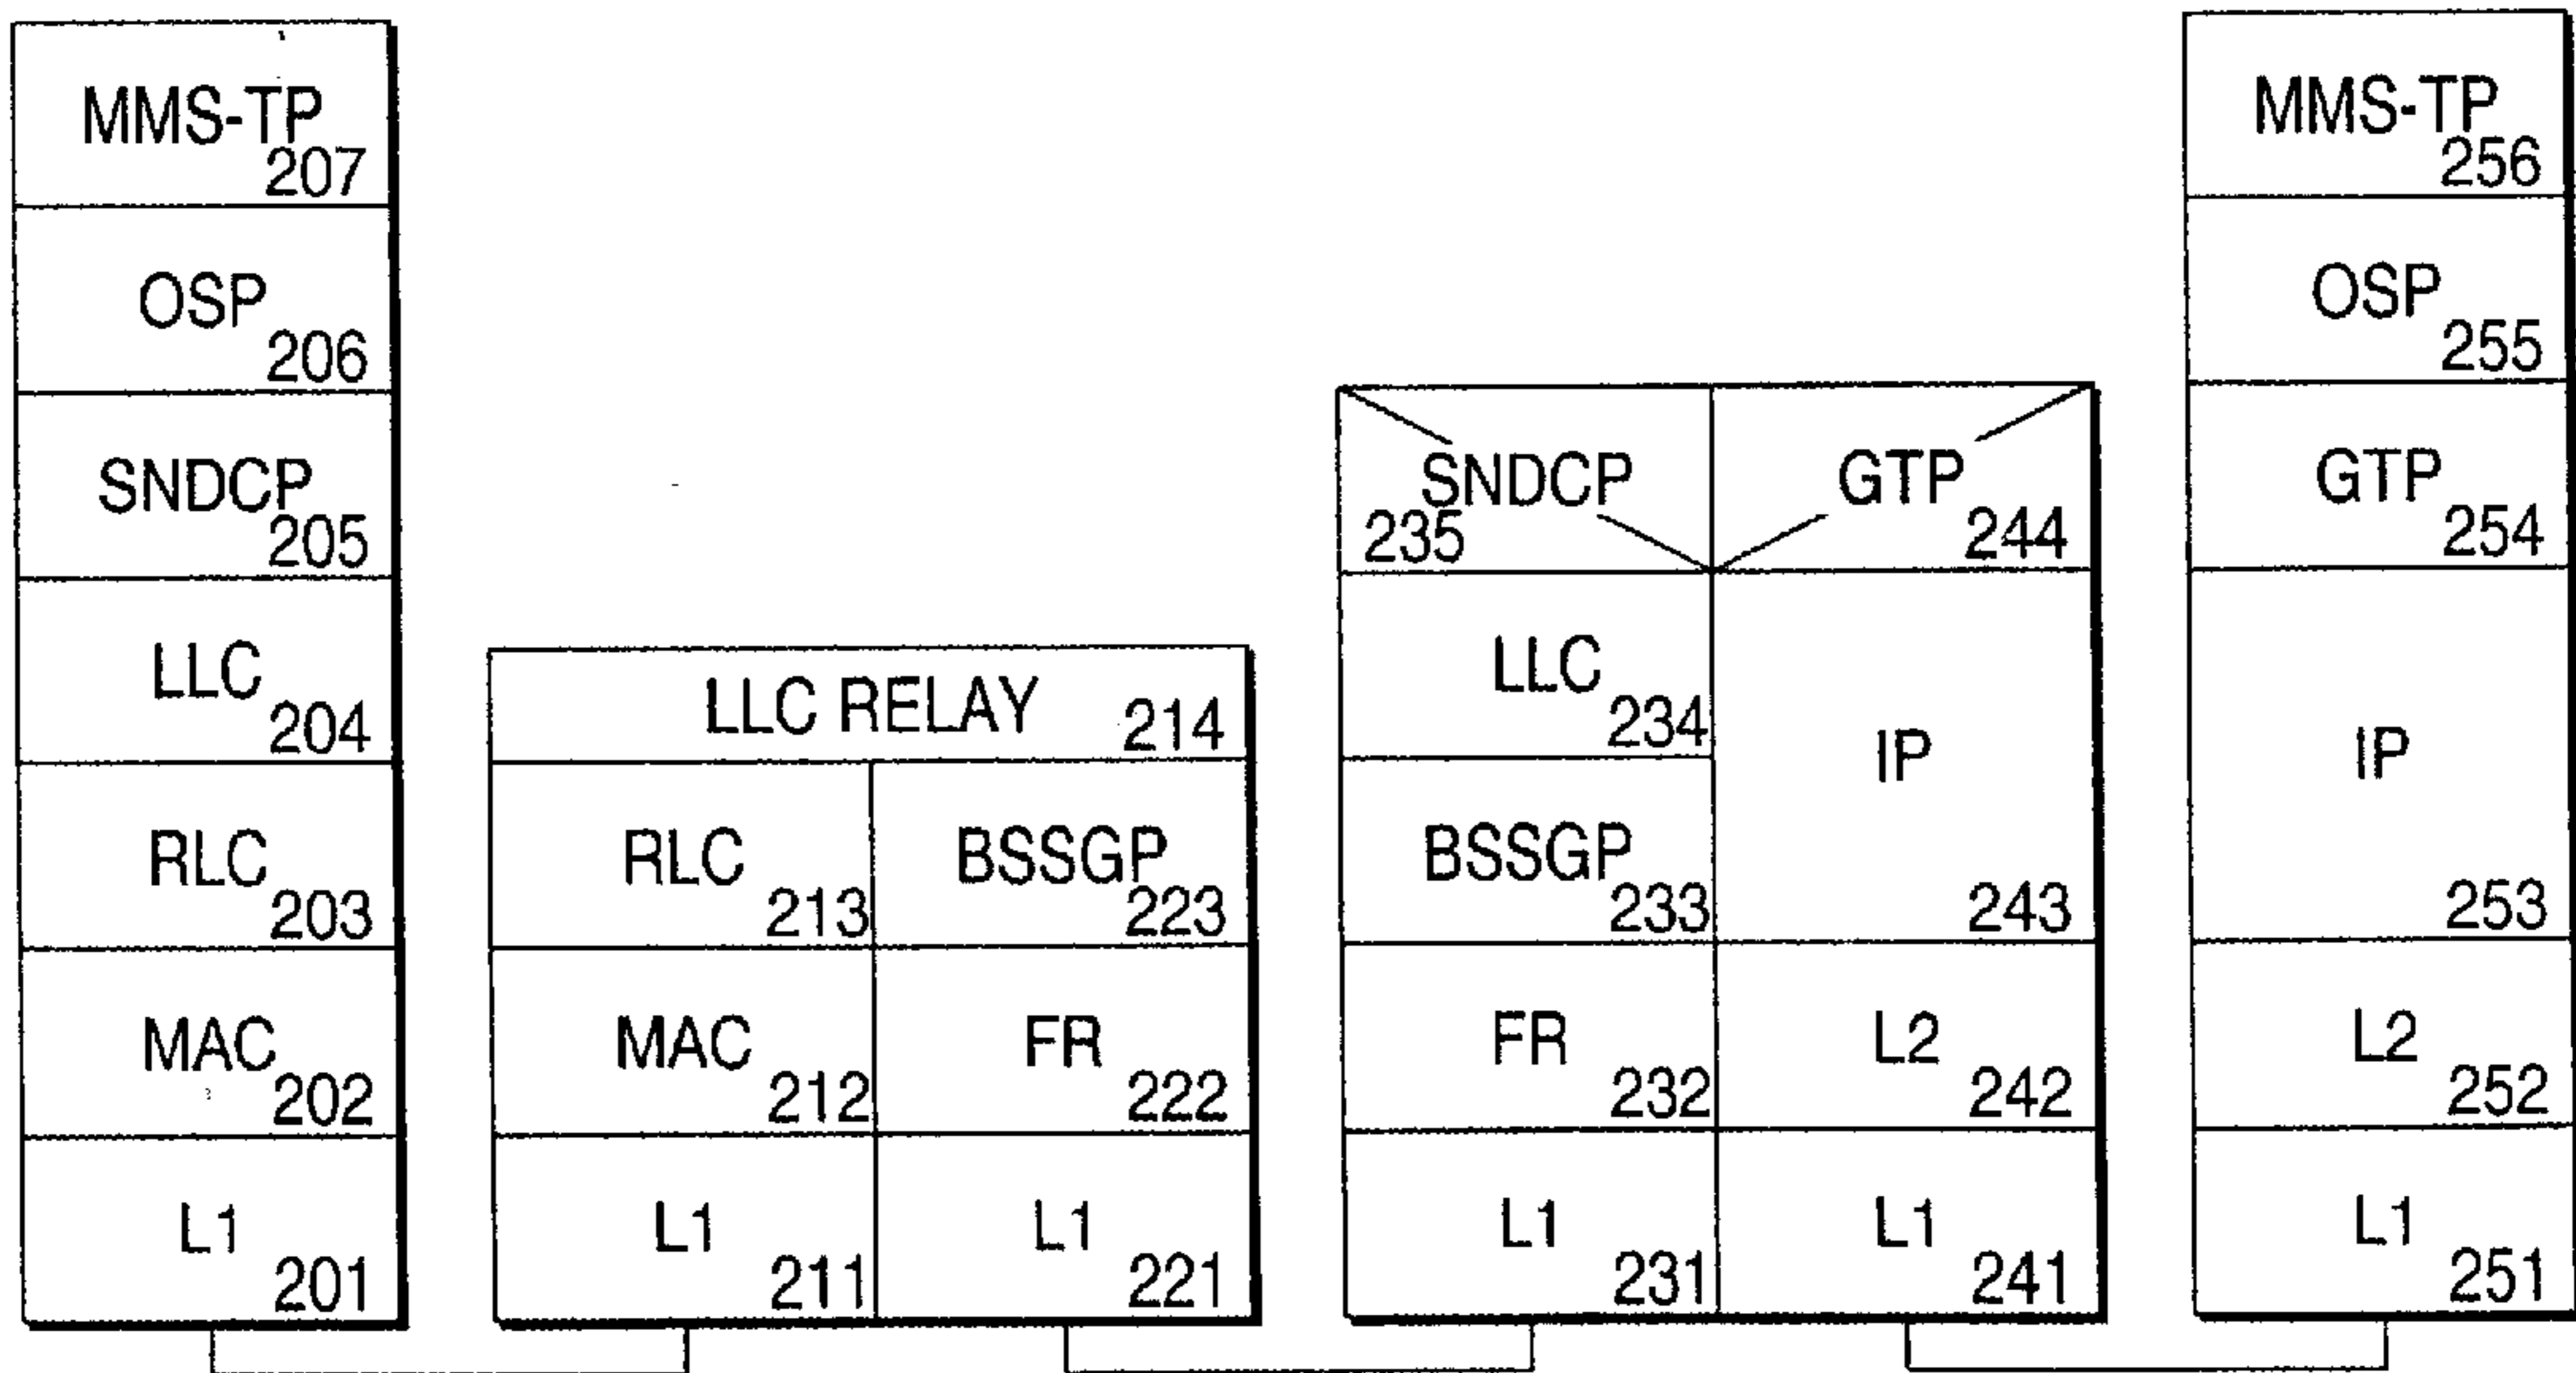 MMS-TP
207
OSP
206
SNDCP
205
LLC
204
RLC
203
MAC
202
L1
201
LLC RELAY 214
RLC
213
BSSGP
223
MAC
212
FR
222
L1
211
L1
221
SNDCP
235
GTP
244
LLC
234
IP
243
BSSGP
233
FR
232
L2
242
L1
231
L1
241
MMS-TP
256
OSP
255
GTP
254
IP
253
L2
252
L1
251